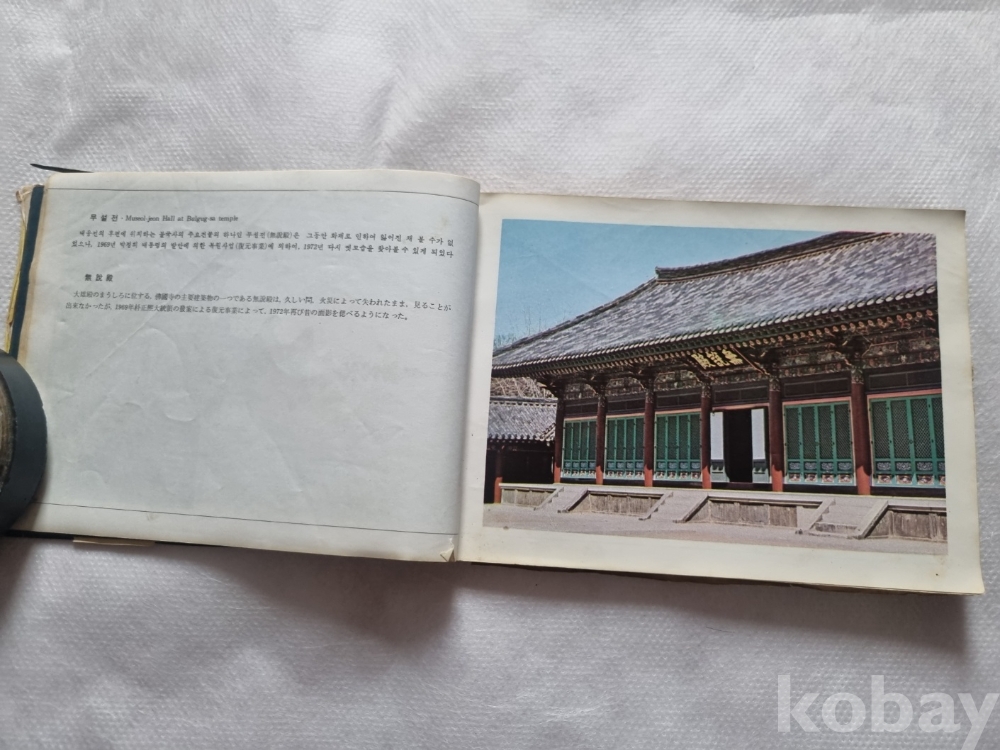 무 설 전 - Museol-jeon Hall at Bulgug-sa temple
대웅전의 후편에 위치하는 불국사의 주요건물의 하나인 무설전(無說殿)은 그동안 화재로 인하여 잃어진 채 볼 수가 없
었으나, 1969년 박정희 대통령의 발안에 의한 복원사업(復元事業)에 의하여, 1972년 다시 옛모습을 찾아볼 수 있게 되었다
無 說 殿
大雄殿のまうしろに位する、佛國寺の主要建築物の一つである無說殿は、久しい間、火災によって失われたまま、見ることが
出来なかったが、1969年朴正熙大統領の發案による復元事業によって、1972年再び昔の面影を偲べるようになった。
無說殿
kobay